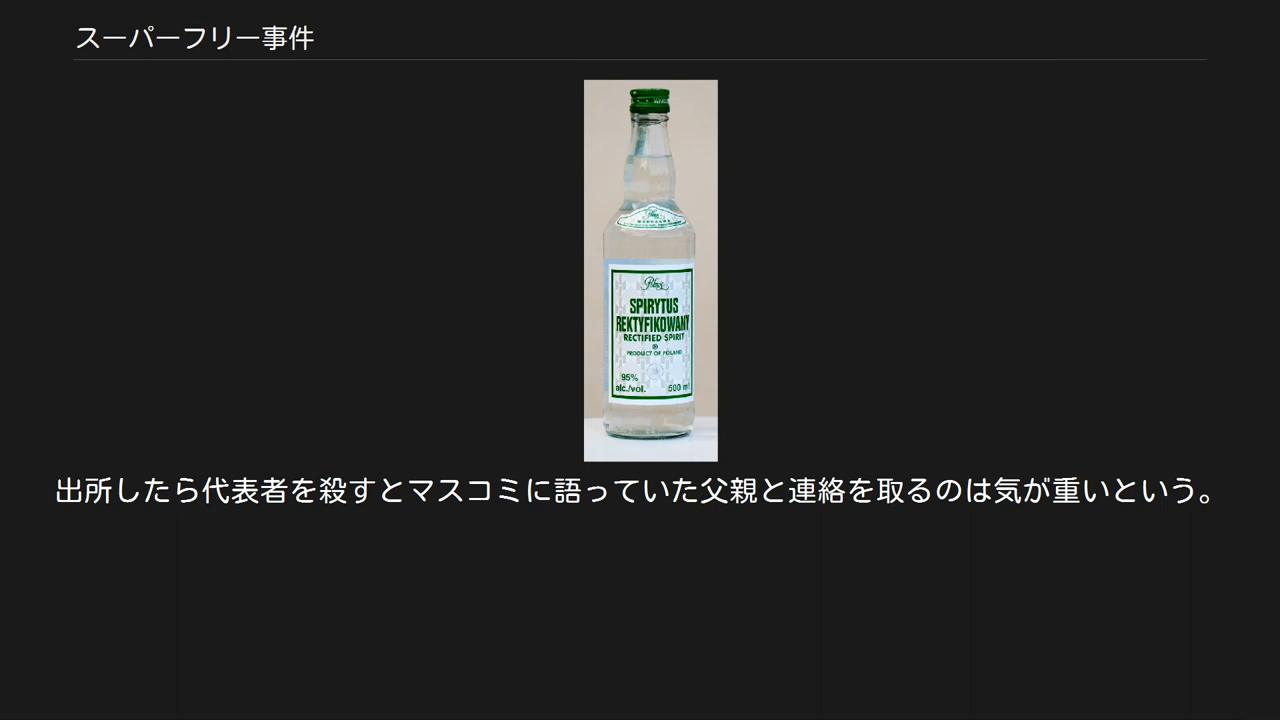 スーパーフリー事件
Polmos
SPIRYTUS
REKTYFIKOWANY
RECTIFIED SPIRIT
PRODUCT OF POLAND
95%
alc./vol.
500 ml
出所したら代表者を殺すとマスコミに語っていた父親と連絡を取るのは気が重いという。